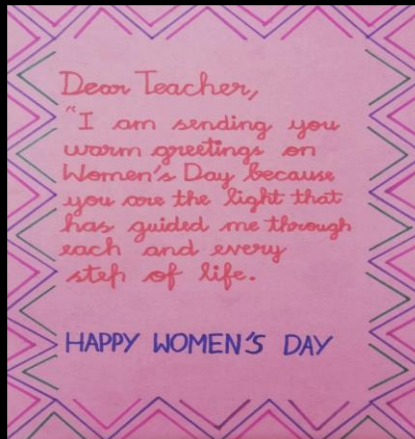 Dear Teacher,
"I am sending you
warm greetings on
Women's Day because
you are the light that
has guided me through
each and every
step of life.
HAPPY WOMEN'S DAY